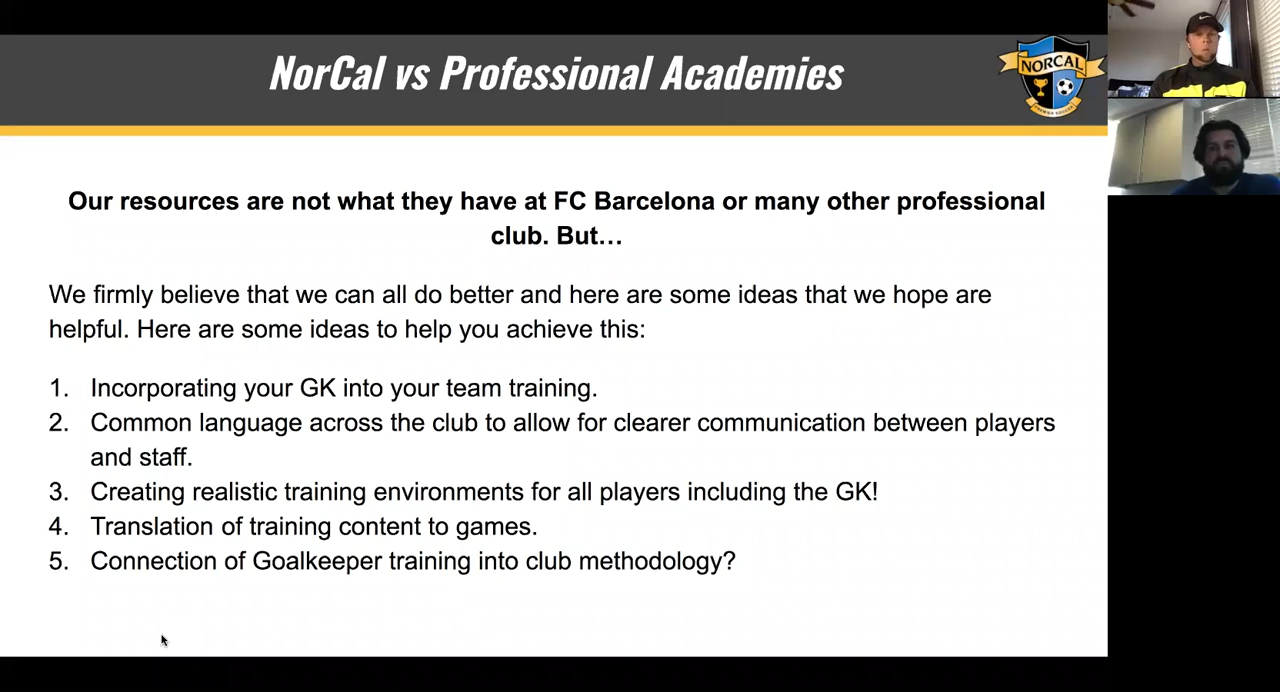 NorCal vs Professional Academies
NORCAL
PREMIER SOCCER
Our resources are not what they have at FC Barcelona or many other professional
club. But…
We firmly believe that we can all do better and here are some ideas that we hope are
helpful. Here are some ideas to help you achieve this:
1. Incorporating your GK into your team training.
2. Common language across the club to allow for clearer communication between players
and staff.
3. Creating realistic training environments for all players including the GK!
4. Translation of training content to games.
5. Connection of Goalkeeper training into club methodology?